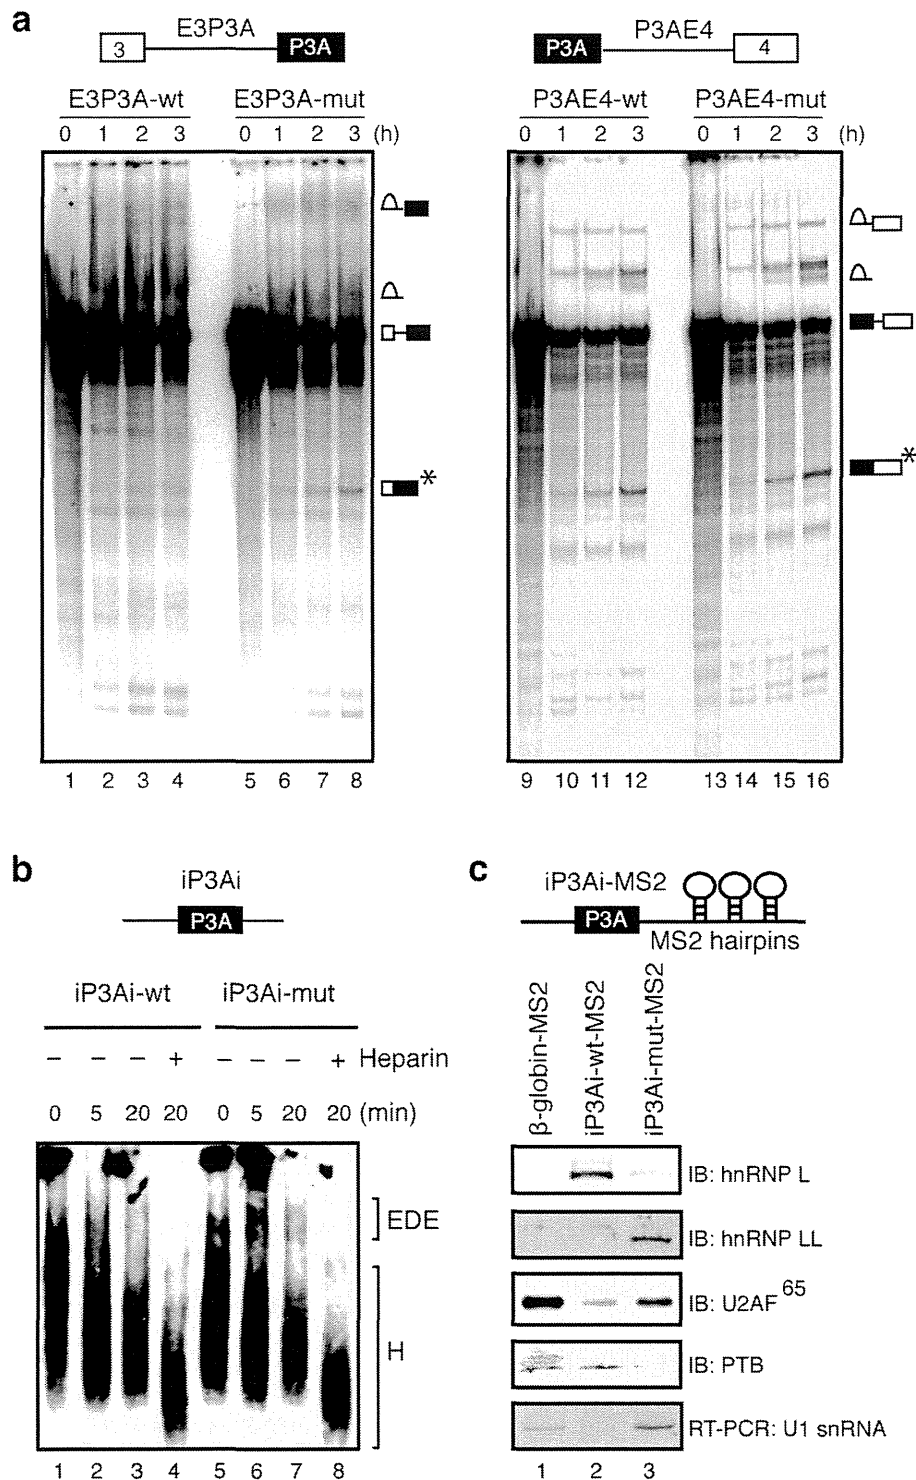 a
E3P3A
3 P3A
E3P3A-wt E3P3A-mut
0 1 2 3 0 1 2 3 (h)
*
1 2 3 4 5 6 7 8
P3AE4
P3A 4
P3AE4-wt P3AE4-mut
0 1 2 3 0 1 2 3 (h)
*
9 10 11 12 13 14 15 16
b
iP3Ai
P3A
iP3Ai-wt iP3Ai-mut
− − − + − − − + Heparin
0 5 20 20 0 5 20 20 (min)
EDE
H
1 2 3 4 5 6 7 8
c
iP3Ai-MS2
P3A
MS2 hairpins
β-globin-MS2
iP3Ai-wt-MS2
iP3Ai-mut-MS2
IB: hnRNP L
IB: hnRNP LL
IB: U2AF65
IB: PTB
RT-PCR: U1 snRNA
1 2 3